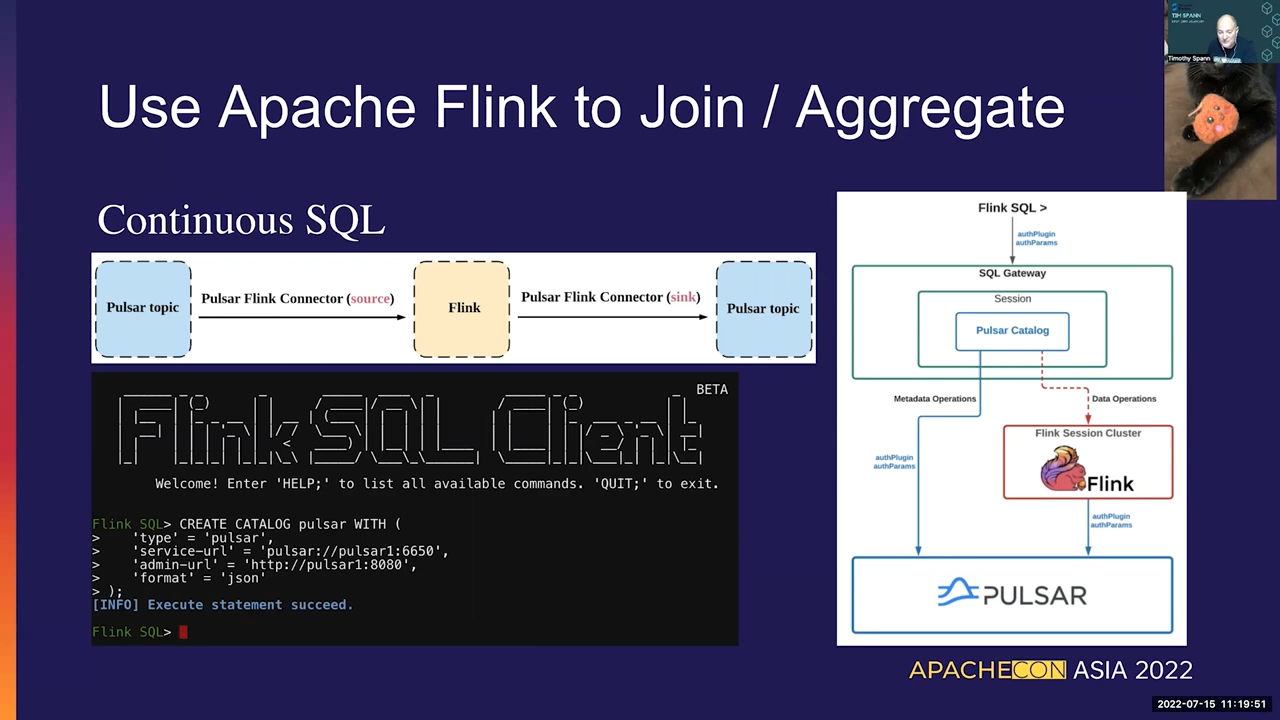 Use Apache Flink to Join / Aggregate
TIM SPANN
Timothy Spann
Continuous SQL
Pulsar topic
Pulsar Flink Connector (source)
Flink
Pulsar Flink Connector (sink)
Pulsar topic
BETA
Flink SQL Client
Welcome! Enter 'HELP;' to list all available commands. 'QUIT;' to exit.
Flink SQL> CREATE CATALOG pulsar WITH (
> 'type' = 'pulsar',
> 'service-url' = 'pulsar://pulsar1:6650',
> 'admin-url' = 'http://pulsar1:8080',
> 'format' = 'json'
> );
[INFO] Execute statement succeed.
Flink SQL>
Flink SQL >
authPlugin
authParams
SQL Gateway
Session
Pulsar Catalog
Metadata Operations
Data Operations
Flink Session Cluster
Flink
authPlugin
authParams
authPlugin
authParams
PULSAR
APACHECON ASIA 2022
2022-07-15 11:19:51